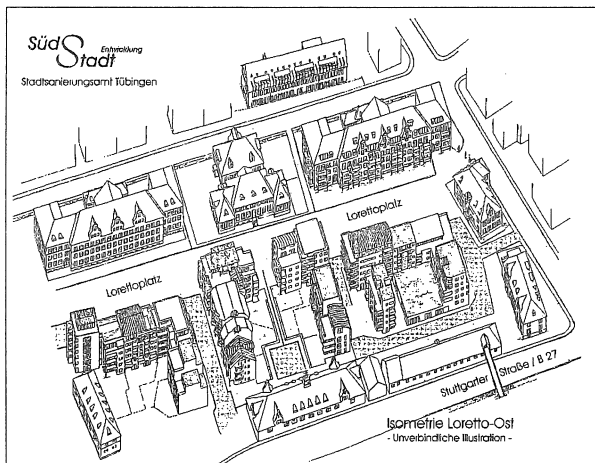 Süd
Entwicklung
Stadt
Stadtsanierungsamt Tübingen
Lorettoplatz
Lorettoplatz
Stuttgarter Straße / B 27
Isometrie Loretto-Ost
- Unverbindliche Illustration -